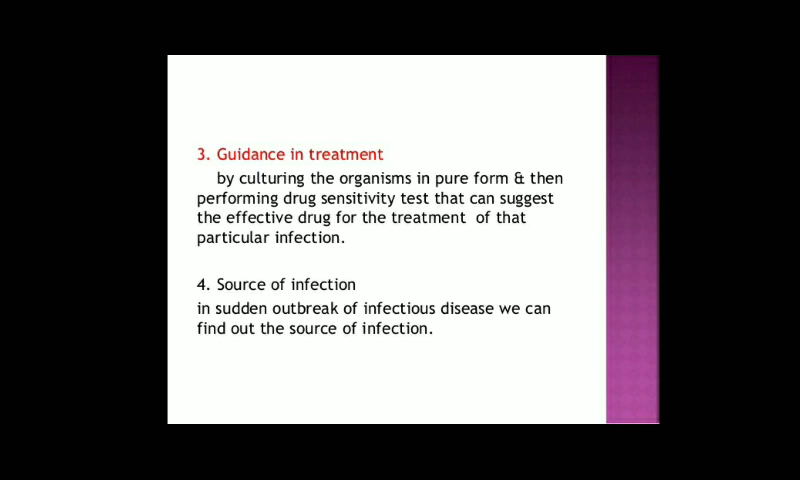 3. Guidance in treatment
by culturing the organisms in pure form & then
performing drug sensitivity test that can suggest
the effective drug for the treatment of that
particular infection.
4. Source of infection
in sudden outbreak of infectious disease we can
find out the source of infection.